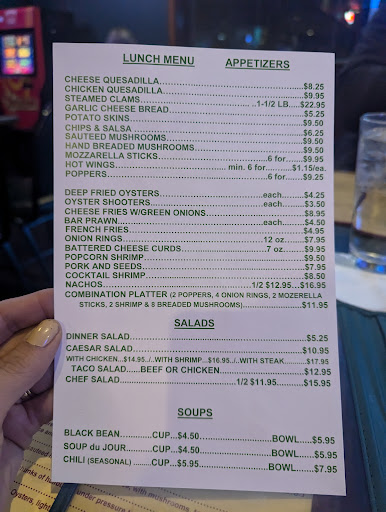 LUNCH MENU APPETIZERS
CHEESE QUESADILLA.....$8.25
CHICKEN QUESADILLA.....$9.95
STEAMED CLAMS.....1-1/2 LB.....$22.95
GARLIC CHEESE BREAD.....$5.25
POTATO SKINS.....$9.50
CHIPS & SALSA.....$6.25
SAUTEED MUSHROOMS.....$9.50
HAND BREADED MUSHROOMS.....$9.50
MOZZARELLA STICKS.....6 for.....$9.95
HOT WINGS.....min. 6 for.....$1.15/ea.
POPPERS.....6 for.....$9.25
DEEP FRIED OYSTERS.....each.....$4.25
OYSTER SHOOTERS.....each.....$3.50
CHEESE FRIES W/GREEN ONIONS.....$8.95
BAR PRAWN.....each.....$4.50
FRENCH FRIES.....$4.95
ONION RINGS.....12 oz.....$7.95
BATTERED CHEESE CURDS.....7 oz.....$9.95
POPCORN SHRIMP.....$9.50
PORK AND SEEDS.....$7.95
COCKTAIL SHRIMP.....$8.50
NACHOS.....1/2 $12.95...$16.95
COMBINATION PLATTER (2 POPPERS, 4 ONION RINGS, 2 MOZERELLA
STICKS, 2 SHRIMP & 8 BREADED MUSHROOMS).....$11.95
SALADS
DINNER SALAD.....$5.25
CAESAR SALAD.....$10.95
WITH CHICKEN...$14.95../..WITH SHRIMP...$16.95../..WITH STEAK.....$17.95
TACO SALAD.....BEEF OR CHICKEN.....$12.95
CHEF SALAD.....1/2 $11.95.....$15.95
SOUPS
BLACK BEAN.....CUP...$4.50.....BOWL.....$5.95
SOUP du JOUR.....CUP...$4.50.....BOWL.....$5.95
CHILI (SEASONAL).....CUP...$5.95.....BOWL.....$7.95